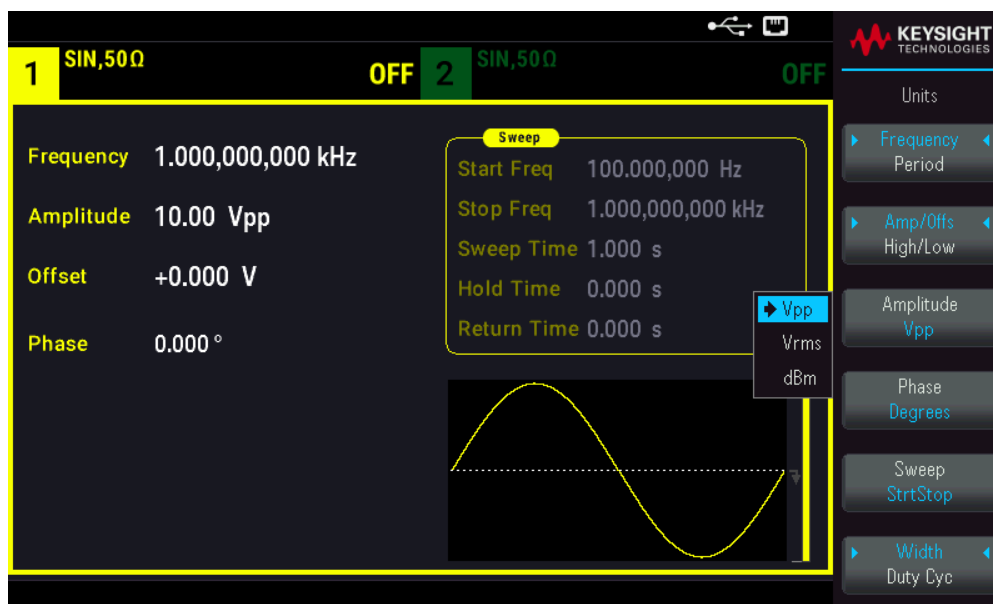 KEYSIGHT
TECHNOLOGIES
1 SIN,50Ω OFF 2 SIN,50Ω OFF
Units
Sweep
Frequency 1.000,000,000 kHz
Amplitude 10.00 Vpp
Offset +0.000 V
Phase 0.000 °
Start Freq 100.000,000 Hz
Stop Freq 1.000,000,000 kHz
Sweep Time 1.000 s
Hold Time 0.000 s
Return Time 0.000 s
Vpp
Vrms
dBm
Frequency
Period
Amp/Offs
High/Low
Amplitude
Vpp
Phase
Degrees
Sweep
StrtStop
Width
Duty Cyc